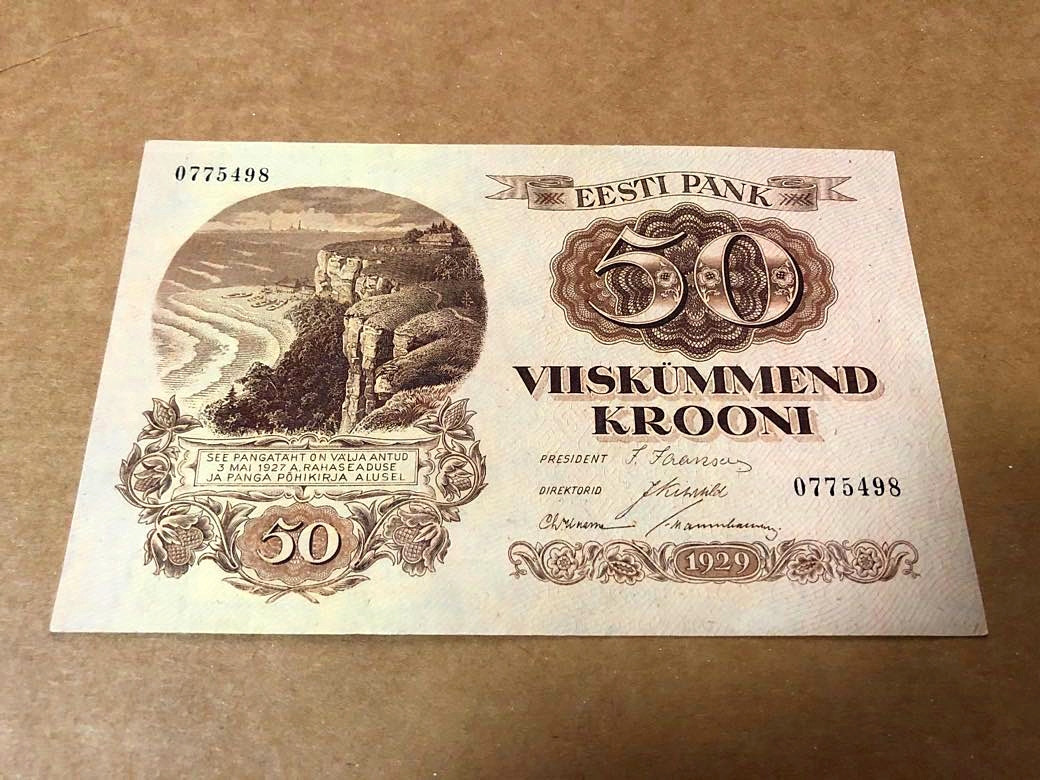 0775498
SEE PANGATÄHT ON VÄLJA ANTUD
3 MAI 1927 A. RAHASEADUSE
JA PANGA PÕHIKIRJA ALUSEL
50
EESTI PANK
50
VIISKÜMMEND
KROONI
PRESIDENT
DIREKTORID
0775498
1929